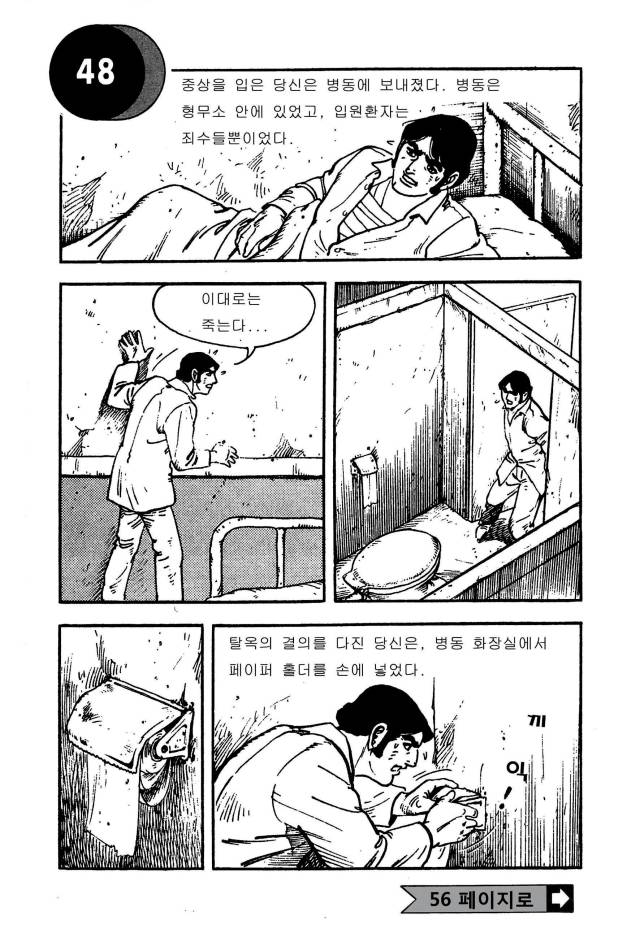 48
중상을 입은 당신은 병동에 보내졌다. 병동은
형무소 안에 있었고, 입원환자는
죄수들뿐이었다.
이대로는
죽는다...
탈옥의 결의를 다진 당신은, 병동 화장실에서
페이퍼 홀더를 손에 넣었다.
끼
익
!
56 페이지로